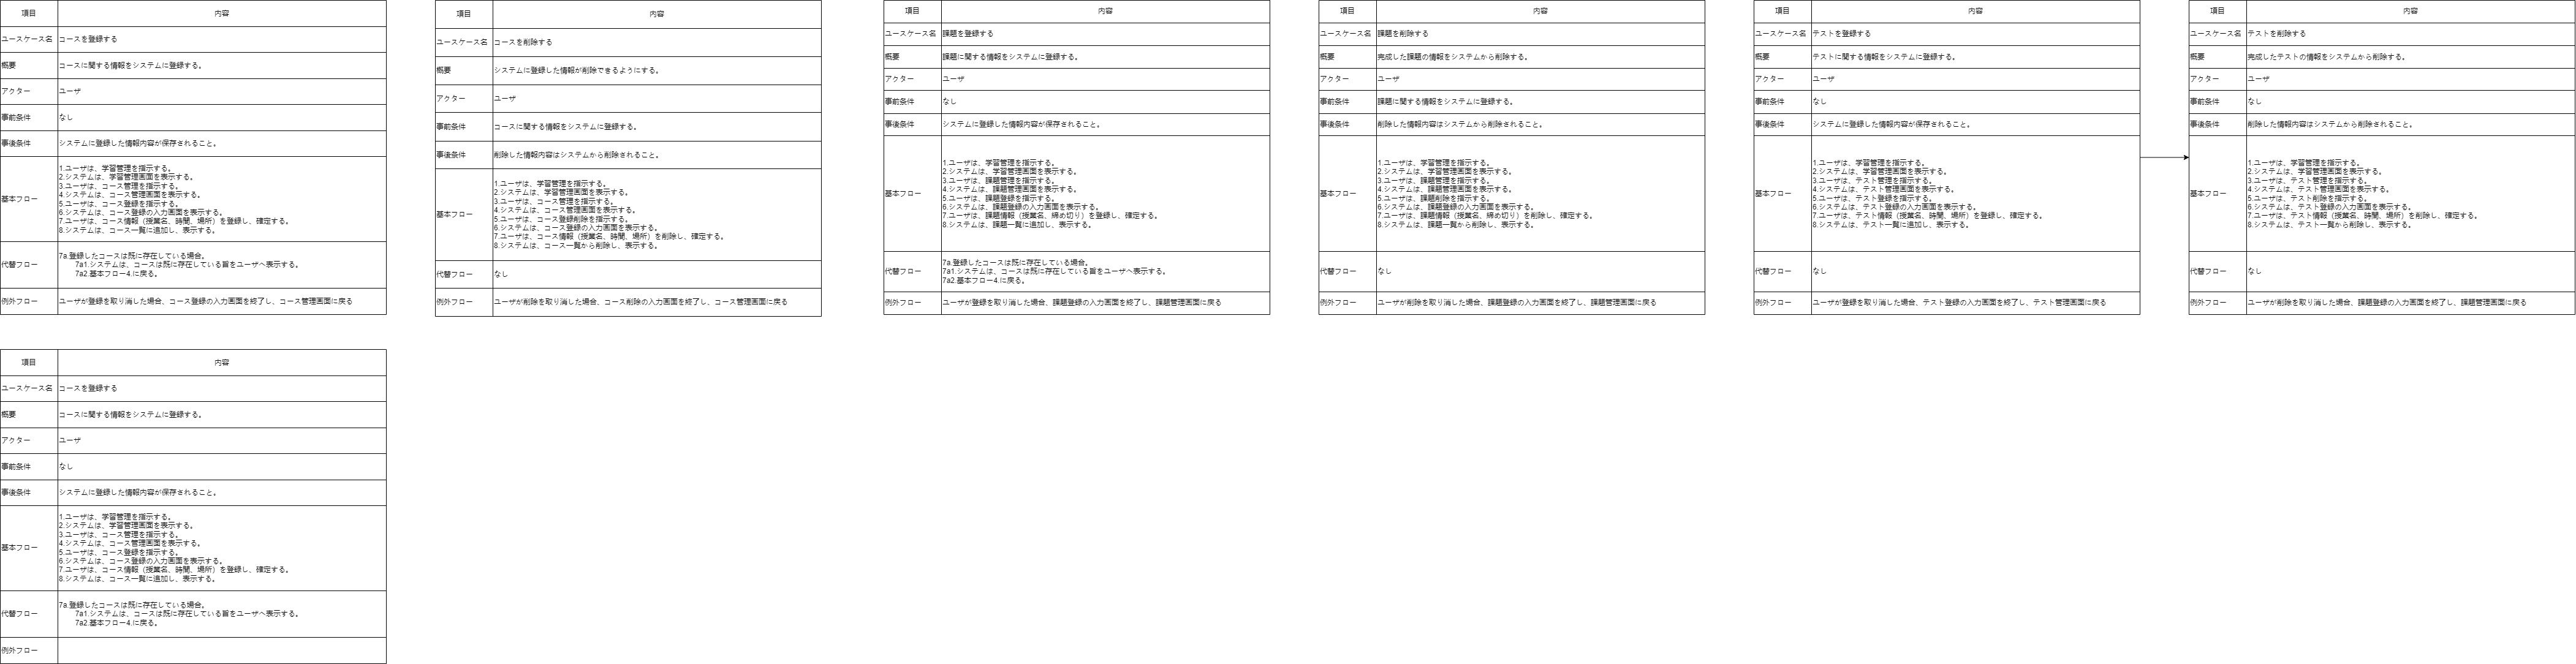 項目 内容
ユースケース名 コースを登録する
概要 コースに関する情報をシステムに登録する。
アクター ユーザ
事前条件 なし
事後条件 システムに登録した情報内容が保存されること。
基本フロー
1.ユーザは、学習管理を指示する。
2.システムは、学習管理画面を表示する。
3.ユーザは、コース管理を指示する。
4.システムは、コース管理画面を表示する。
5.ユーザは、コース登録を指示する。
6.システムは、コース登録の入力画面を表示する。
7.ユーザは、コース情報（授業名、時間、場所）を登録し、確定する。
8.システムは、コース一覧に追加し、表示する。
代替フロー
7a.登録したコースは既に存在している場合。
7a1.システムは、コースは既に存在している旨をユーザへ表示する。
7a2.基本フロー4.に戻る。
例外フロー ユーザが登録を取り消した場合、コース登録の入力画面を終了し、コース管理画面に戻る
項目 内容
ユースケース名 コースを削除する
概要 システムに登録した情報が削除できるようにする。
アクター ユーザ
事前条件 コースに関する情報をシステムに登録する。
事後条件 削除した情報内容はシステムから削除されること。
基本フロー
1.ユーザは、学習管理を指示する。
2.システムは、学習管理画面を表示する。
3.ユーザは、コース管理を指示する。
4.システムは、コース管理画面を表示する。
5.ユーザは、コース登録削除を指示する。
6.システムは、コース登録の入力画面を表示する。
7.ユーザは、コース情報（授業名、時間、場所）を削除し、確定する。
8.システムは、コース一覧から削除し、表示する。
代替フロー なし
例外フロー ユーザが削除を取り消した場合、コース削除の入力画面を終了し、コース管理画面に戻る
項目 内容
ユースケース名 課題を登録する
概要 課題に関する情報をシステムに登録する。
アクター ユーザ
事前条件 なし
事後条件 システムに登録した情報内容が保存されること。
基本フロー
1.ユーザは、学習管理を指示する。
2.システムは、学習管理画面を表示する。
3.ユーザは、課題管理を指示する。
4.システムは、課題管理画面を表示する。
5.ユーザは、課題登録を指示する。
6.システムは、課題登録の入力画面を表示する。
7.ユーザは、課題情報（授業名、締め切り）を登録し、確定する。
8.システムは、課題一覧に追加し、表示する。
代替フロー
7a.登録したコースは既に存在している場合。
7a1.システムは、コースは既に存在している旨をユーザへ表示する。
7a2.基本フロー4.に戻る。
例外フロー ユーザが登録を取り消した場合、課題登録の入力画面を終了し、課題管理画面に戻る
項目 内容
ユースケース名 課題を削除する
概要 完成した課題の情報をシステムから削除する。
アクター ユーザ
事前条件 課題に関する情報をシステムに登録する。
事後条件 削除した情報内容はシステムから削除されること。
基本フロー
1.ユーザは、学習管理を指示する。
2.システムは、学習管理画面を表示する。
3.ユーザは、課題管理を指示する。
4.システムは、課題管理画面を表示する。
5.ユーザは、課題削除を指示する。
6.システムは、課題登録の入力画面を表示する。
7.ユーザは、課題情報（授業名、締め切り）を削除し、確定する。
8.システムは、課題一覧から削除し、表示する。
代替フロー なし
例外フロー ユーザが削除を取り消した場合、課題登録の入力画面を終了し、課題管理画面に戻る
項目 内容
ユースケース名 テストを登録する
概要 テストに関する情報をシステムに登録する。
アクター ユーザ
事前条件 なし
事後条件 システムに登録した情報内容が保存されること。
基本フロー
1.ユーザは、学習管理を指示する。
2.システムは、学習管理画面を表示する。
3.ユーザは、テスト管理を指示する。
4.システムは、テスト管理画面を表示する。
5.ユーザは、テスト登録を指示する。
6.システムは、テスト登録の入力画面を表示する。
7.ユーザは、テスト情報（授業名、時間、場所）を登録し、確定する。
8.システムは、テスト一覧に追加し、表示する。
代替フロー なし
例外フロー ユーザが登録を取り消した場合、テスト登録の入力画面を終了し、テスト管理画面に戻る
項目 内容
ユースケース名 テストを削除する
概要 完成したテストの情報をシステムから削除する。
アクター ユーザ
事前条件 なし
事後条件 削除した情報内容はシステムから削除されること。
基本フロー
1.ユーザは、学習管理を指示する。
2.システムは、学習管理画面を表示する。
3.ユーザは、テスト管理を指示する。
4.システムは、テスト管理画面を表示する。
5.ユーザは、テスト削除を指示する。
6.システムは、テスト登録の入力画面を表示する。
7.ユーザは、テスト情報（授業名、時間、場所）を削除し、確定する。
8.システムは、テスト一覧から削除し、表示する。
代替フロー なし
例外フロー ユーザが削除を取り消した場合、課題登録の入力画面を終了し、課題管理画面に戻る
項目 内容
ユースケース名 コースを登録する
概要 コースに関する情報をシステムに登録する。
アクター ユーザ
事前条件 なし
事後条件 システムに登録した情報内容が保存されること。
基本フロー
1.ユーザは、学習管理を指示する。
2.システムは、学習管理画面を表示する。
3.ユーザは、コース管理を指示する。
4.システムは、コース管理画面を表示する。
5.ユーザは、コース登録を指示する。
6.システムは、コース登録の入力画面を表示する。
7.ユーザは、コース情報（授業名、時間、場所）を登録し、確定する。
8.システムは、コース一覧に追加し、表示する。
代替フロー
7a.登録したコースは既に存在している場合。
7a1.システムは、コースは既に存在している旨をユーザへ表示する。
7a2.基本フロー4.に戻る。
例外フロー